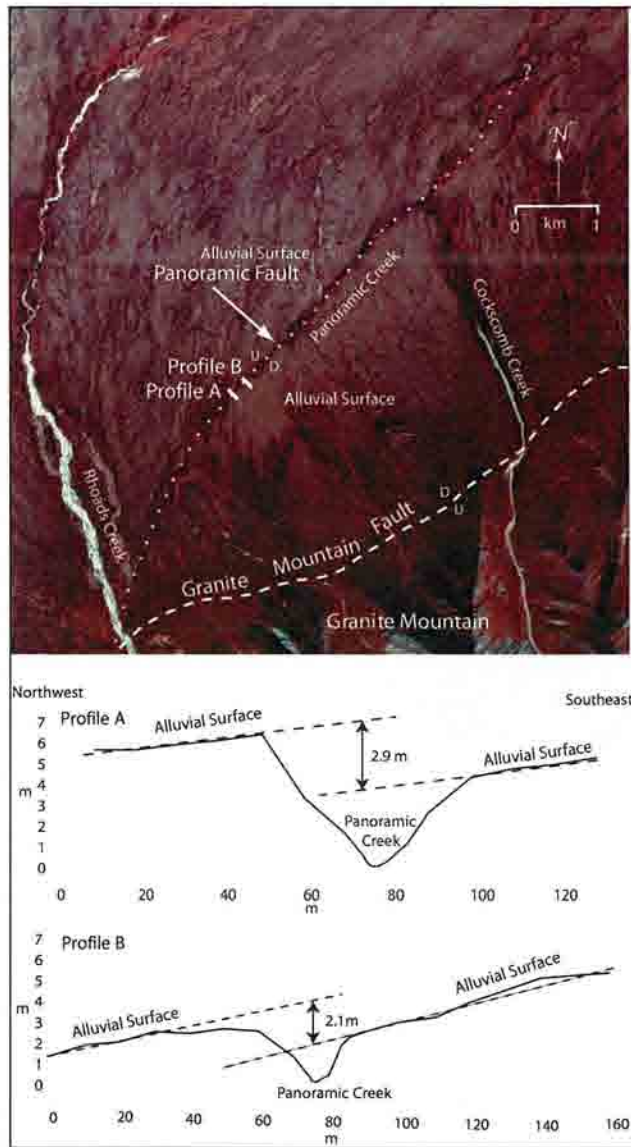 ?
N
0 km 1
Alluvial Surface
Panoramic Fault
Panoramic Creek
Cockscomb Creek
U
D
Profile B
Profile A
Alluvial Surface
Rhoads Creek
D
U
Granite Mountain Fault
Granite Mountain
Northwest
Southeast
Profile A
Alluvial Surface
2.9 m
Alluvial Surface
Panoramic
Creek
7
6
5
4
3
2
1
0
m
0 20 40 60 80 100 120
m
Profile B
Alluvial Surface
2.1m
Alluvial Surface
Panoramic Creek
7
6
5
4
3
2
1
0
m
0 20 40 60 80 100 120 140 160
m